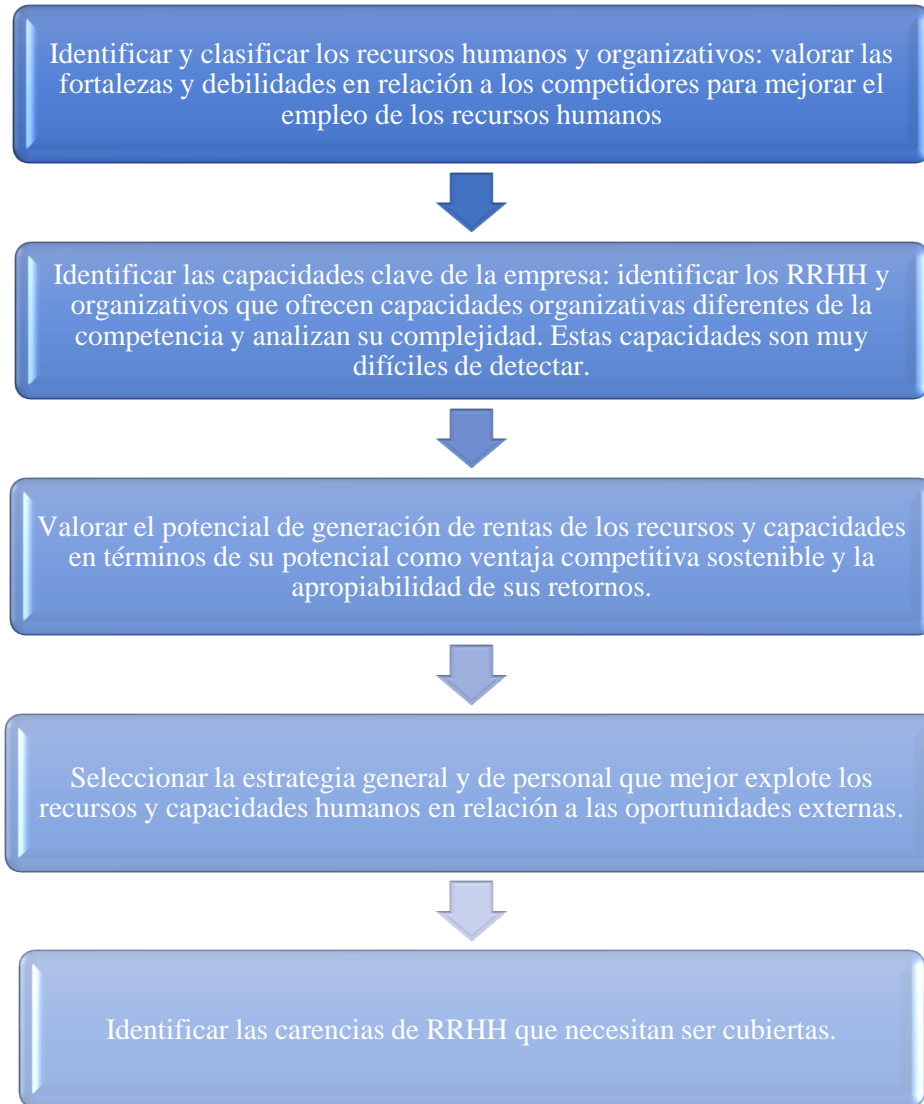 Identificar y clasificar los recursos humanos y organizativos: valorar las
fortalezas y debilidades en relación a los competidores para mejorar el
empleo de los recursos humanos
Identificar las capacidades clave de la empresa: identificar los RRHH y
organizativos que ofrecen capacidades organizativas diferentes de la
competencia y analizan su complejidad. Estas capacidades son muy
difíciles de detectar.
Valorar el potencial de generación de rentas de los recursos y capacidades
en términos de su potencial como ventaja competitiva sostenible y la
apropiabilidad de sus retornos.
Seleccionar la estrategia general y de personal que mejor explote los
recursos y capacidades humanos en relación a las oportunidades externas.
Identificar las carencias de RRHH que necesitan ser cubiertas.